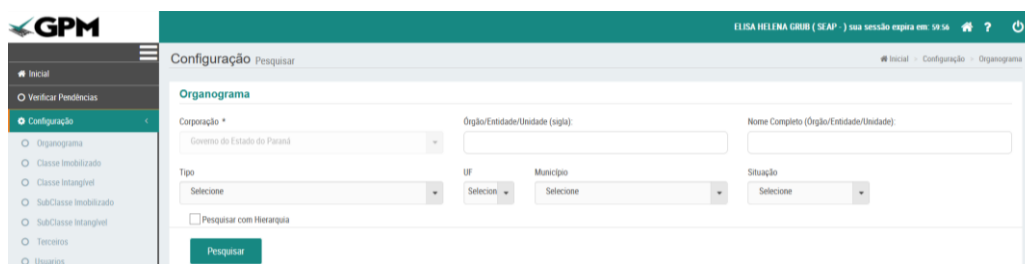 GPM
ELISA HELENA GRUB ( SEAP - ) sua sessão expira em: 59:56 ?
Configuração Pesquisar
Inicial > Configuração > Organograma
Inicial
Verificar Pendências
Configuração <
Organograma
Classe Imobilizado
Classe Intangível
SubClasse Imobilizado
SubClasse Intangível
Terceiros
Usuarios
Organograma
Corporação * Órgão/Entidade/Unidade (sigla): Nome Completo (Órgão/Entidade/Unidade):
Governo do Estado do Paraná
Tipo UF Município Situação
Selecione Selecion Selecione Selecione
Pesquisar com Hierarquia
Pesquisar